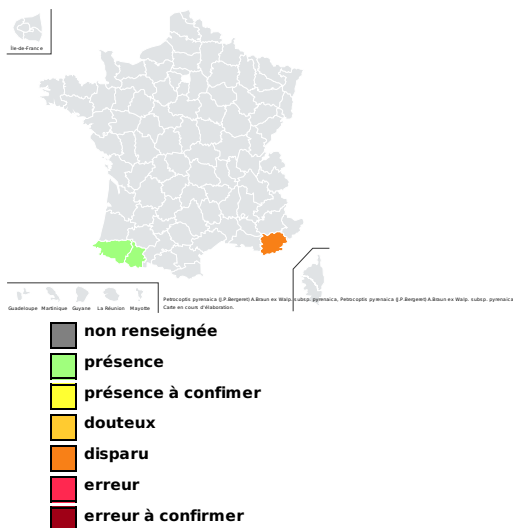 Île-de-France
Guadeloupe Martinique Guyane La Réunion Mayotte
Petrocoptis pyrenaica (J.P.Bergeret) A.Braun ex Walp. subsp. pyrenaica, Petrocoptis pyrenaica (J.P.Bergeret) A.Braun ex Walp. subsp. pyrenaica
Carte en cours d'élaboration.
non renseignée
présence
présence à confimer
douteux
disparu
erreur
erreur à confirmer